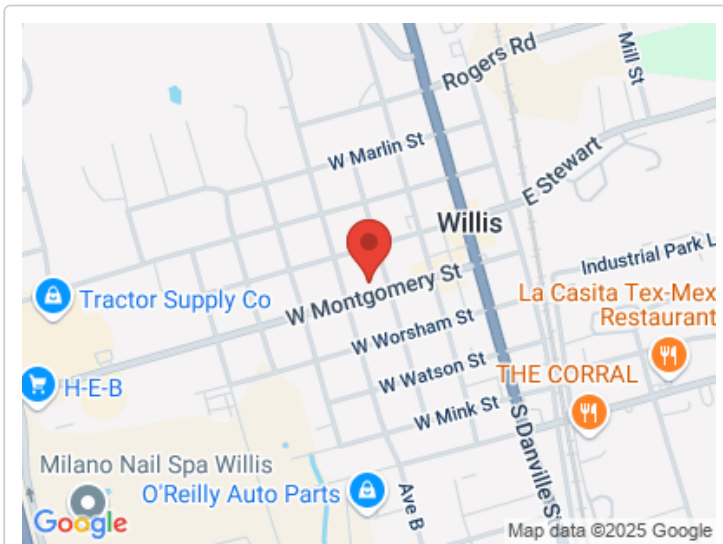 Rogers Rd
Mill St
W Marlin St
E Stewart
Willis
Industrial Park L
Tractor Supply Co
W Montgomery St
La Casita Tex-Mex
Restaurant
W Worsham St
H-E-B
W Watson St
THE CORRAL
W Mink St
S Danville St
Milano Nail Spa Willis
O'Reilly Auto Parts
Ave B
Google
Map data ©2025 Google